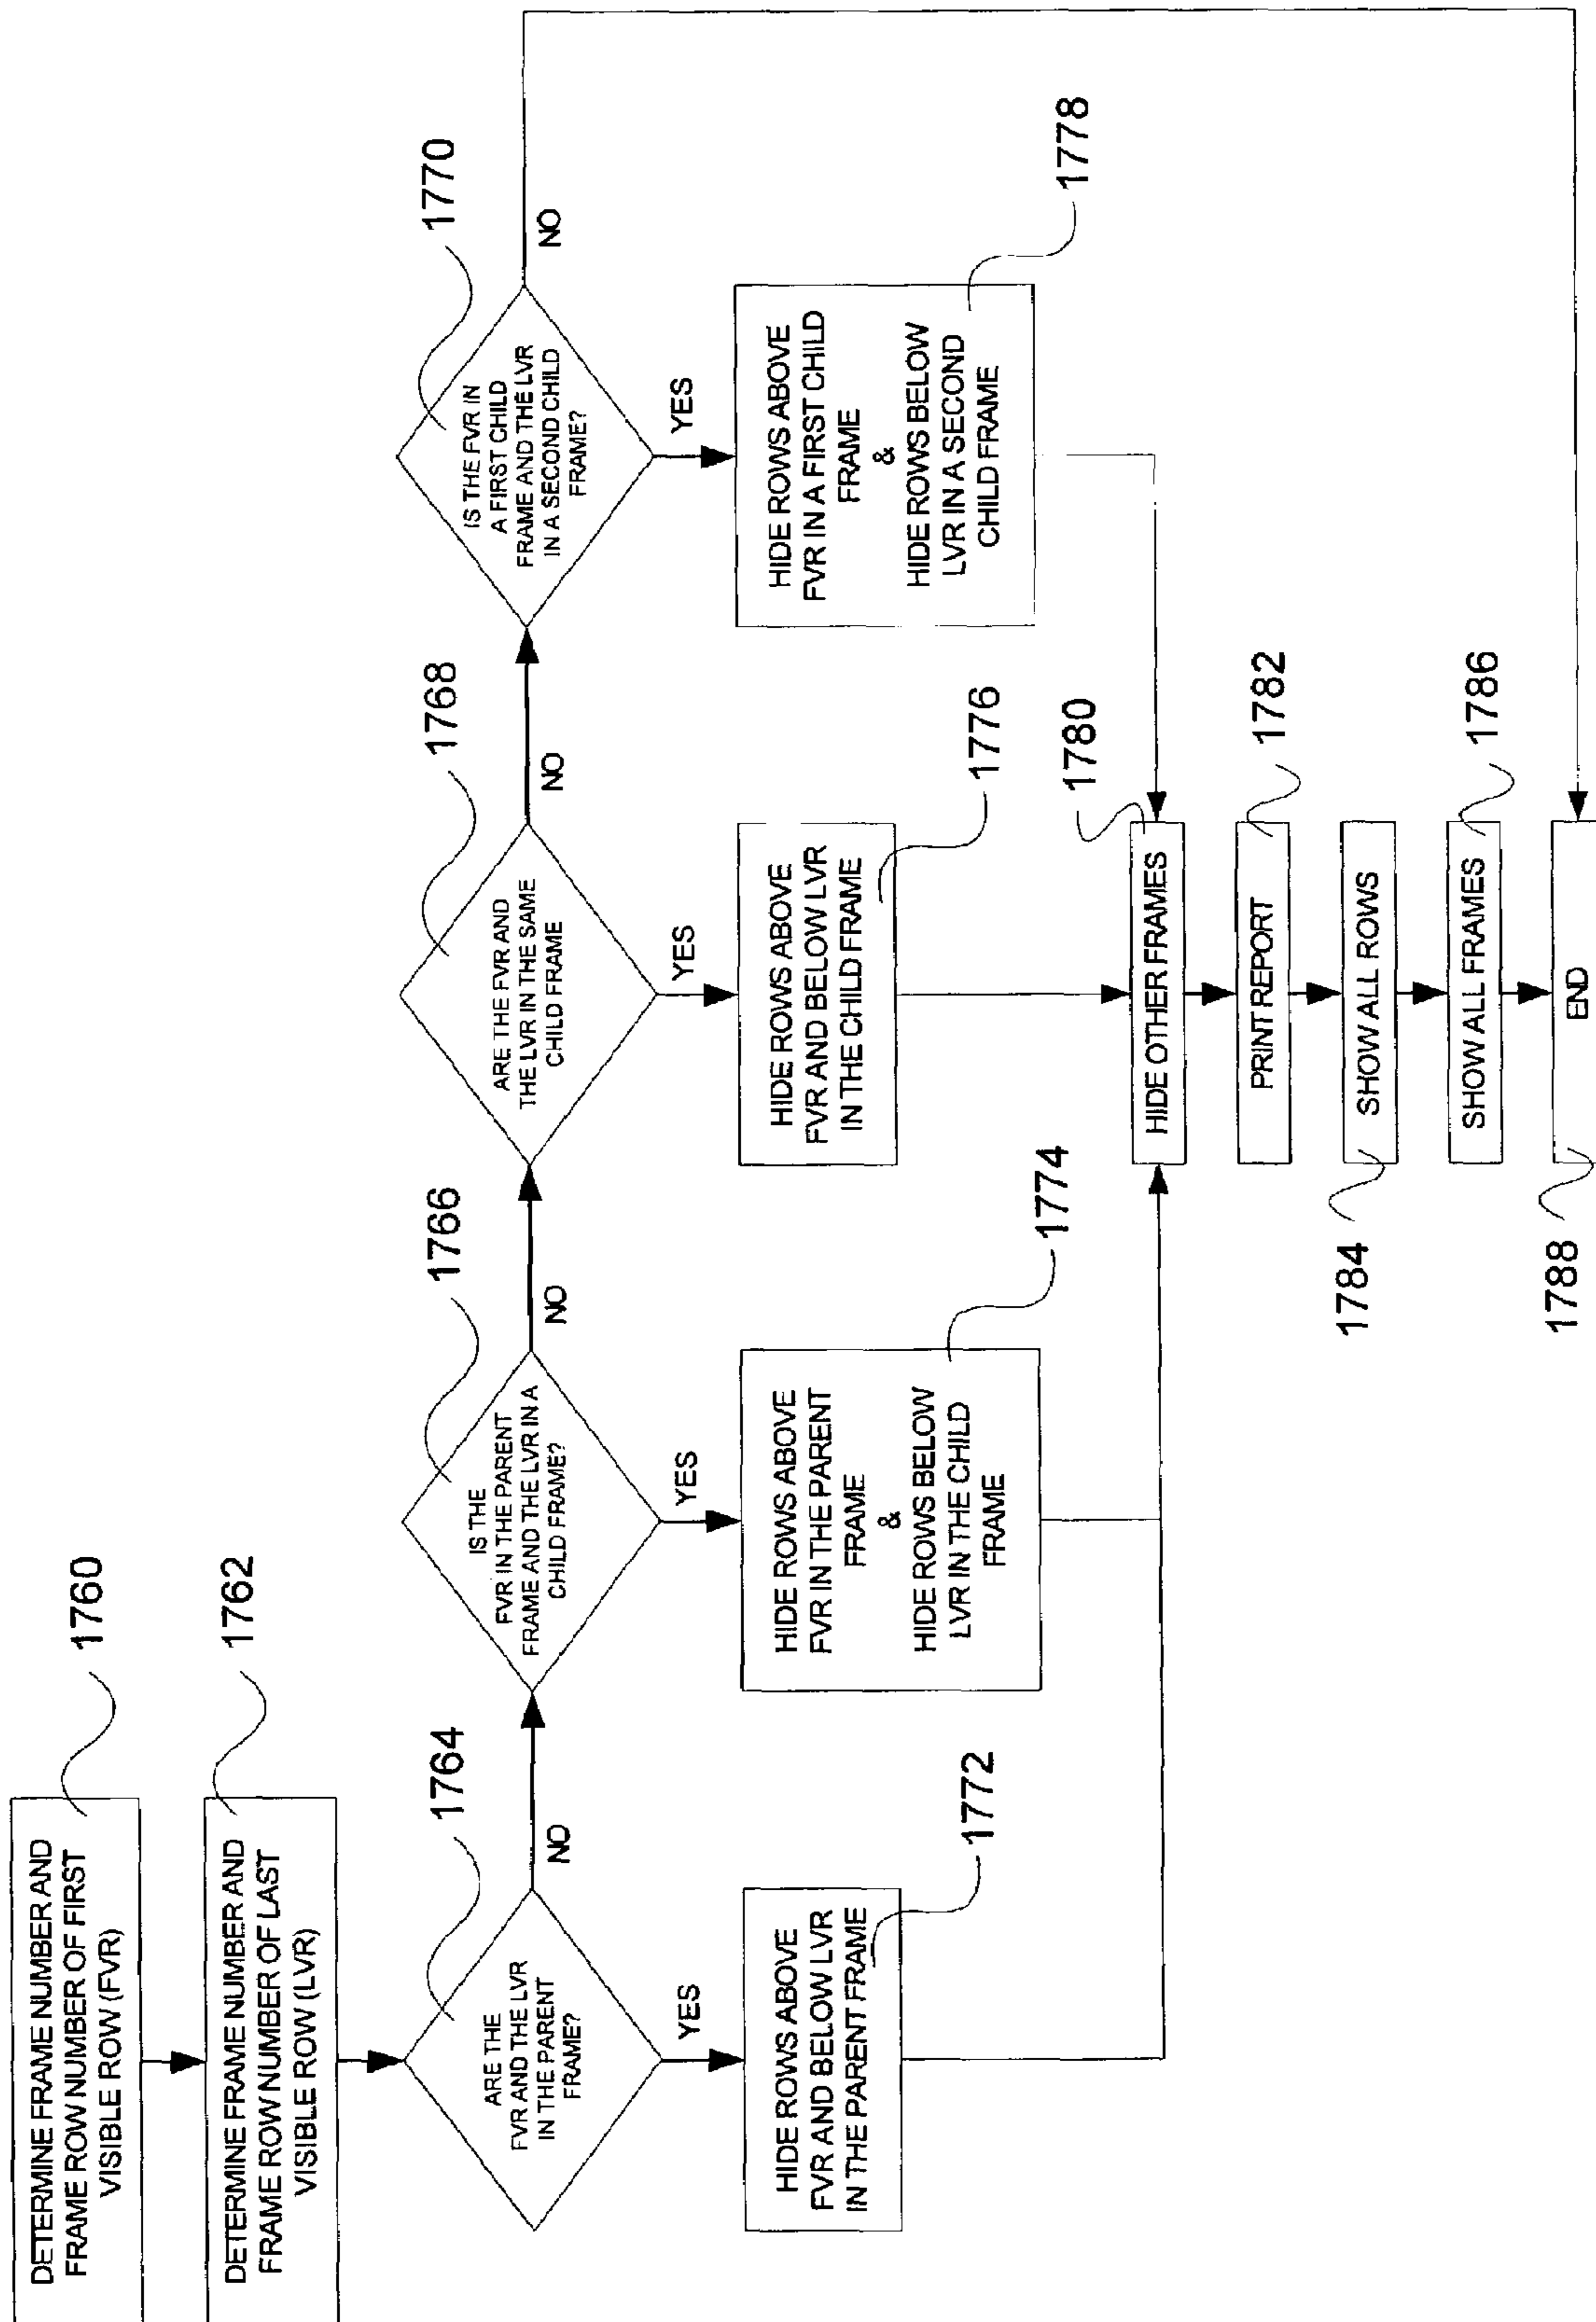 DETERMINE FRAME NUMBER AND
FRAME ROW NUMBER OF FIRST
VISIBLE ROW (FVR)
1760
DETERMINE FRAME NUMBER AND
FRAME ROW NUMBER OF LAST
VISIBLE ROW (LVR)
1762
ARE THE
FVR AND THE LVR
IN THE PARENT
FRAME?
1764
NO
YES
IS THE
FVR IN THE PARENT
FRAME AND THE LVR IN A
CHILD FRAME?
1766
NO
YES
ARE THE FVR AND
THE LVR IN THE SAME
CHILD FRAME
1768
NO
YES
IS THE FVR IN
A FIRST CHILD
FRAME AND THE LVR
IN A SECOND CHILD
FRAME?
1770
NO
YES
HIDE ROWS ABOVE
FVR AND BELOW LVR
IN THE PARENT FRAME
1772
HIDE ROWS ABOVE
FVR IN THE PARENT
FRAME
&
HIDE ROWS BELOW
LVR IN THE CHILD
FRAME
1774
HIDE ROWS ABOVE
FVR AND BELOW LVR
IN THE CHILD FRAME
1776
HIDE ROWS ABOVE
FVR IN A FIRST CHILD
FRAME
&
HIDE ROWS BELOW
LVR IN A SECOND
CHILD FRAME
1778
HIDE OTHER FRAMES
1780
PRINT REPORT
1782
SHOW ALL ROWS
1784
SHOW ALL FRAMES
1786
END
1788